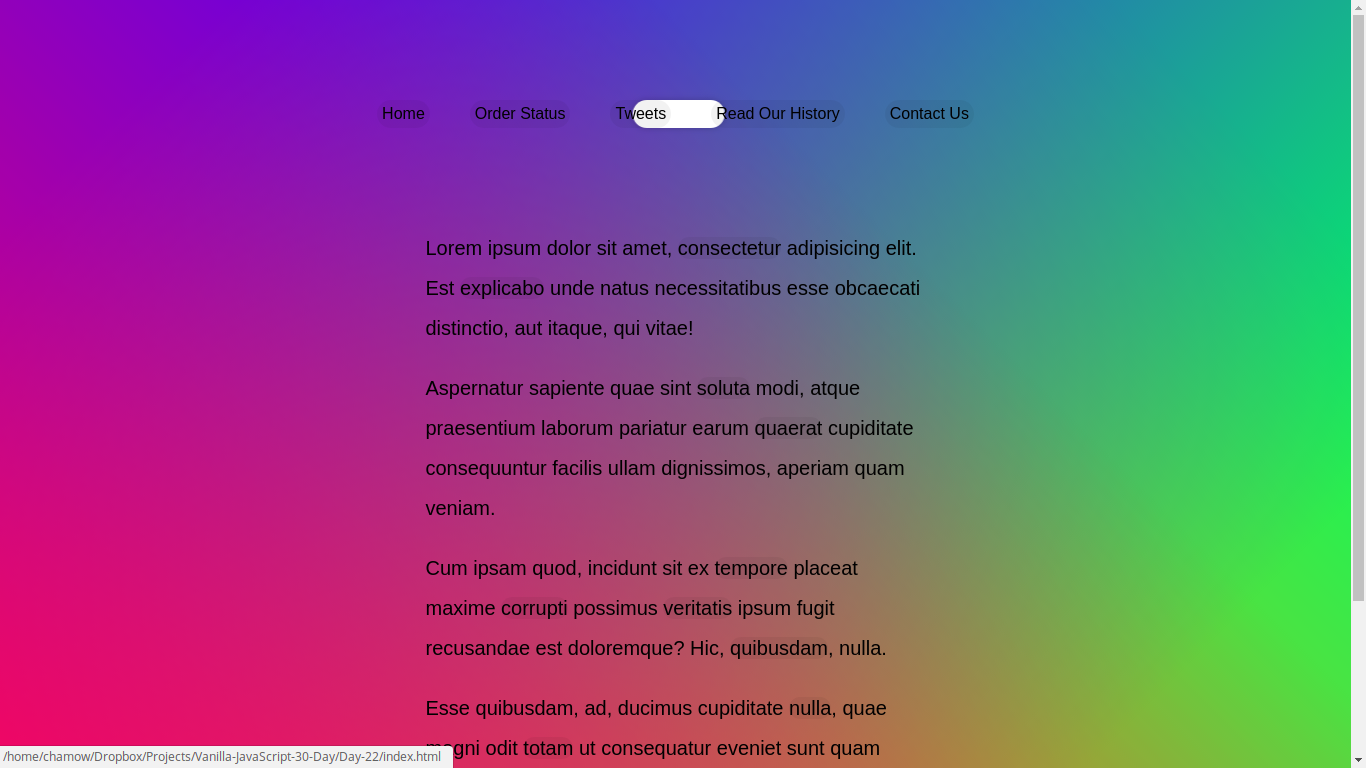 Home Order Status Tweets Read Our History Contact Us
Lorem ipsum dolor sit amet, consectetur adipisicing elit.
Est explicabo unde natus necessitatibus esse obcaecati
distinctio, aut itaque, qui vitae!
Aspernatur sapiente quae sint soluta modi, atque
praesentium laborum pariatur earum quaerat cupiditate
consequuntur facilis ullam dignissimos, aperiam quam
veniam.
Cum ipsam quod, incidunt sit ex tempore placeat
maxime corrupti possimus veritatis ipsum fugit
recusandae est doloremque? Hic, quibusdam, nulla.
Esse quibusdam, ad, ducimus cupiditate nulla, quae
magni odit totam ut consequatur eveniet sunt quam
/home/chamow/Dropbox/Projects/Vanilla-JavaScript-30-Day/Day-22/index.html